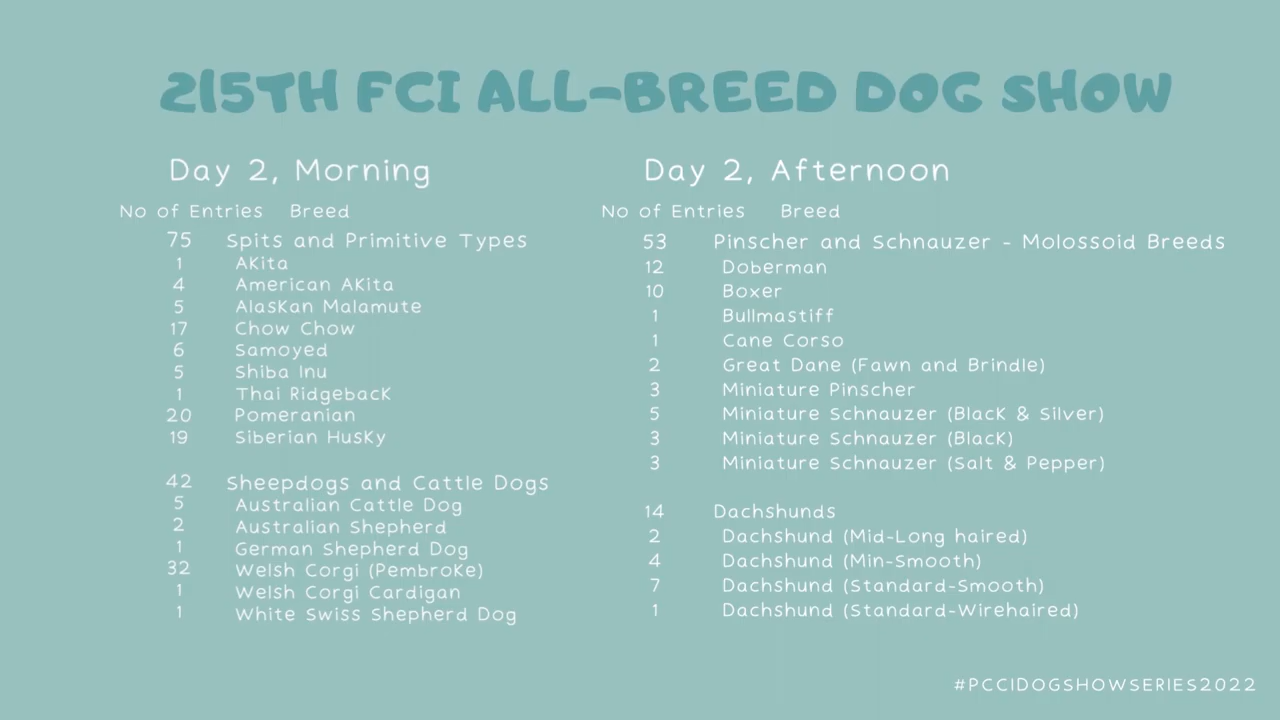 215TH FCI ALL-BREED DOG SHOW
Day 2, Morning
No of Entries Breed
75 Spits and Primitive Types
1 Akita
4 American Akita
5 Alaskan Malamute
17 Chow Chow
6 Samoyed
5 Shiba Inu
1 Thai Ridgeback
20 Pomeranian
19 Siberian Husky
42 Sheepdogs and Cattle Dogs
5 Australian Cattle Dog
2 Australian Shepherd
1 German Shepherd Dog
32 Welsh Corgi (Pembroke)
1 Welsh Corgi Cardigan
1 White Swiss Shepherd Dog
Day 2, Afternoon
No of Entries Breed
53 Pinscher and Schnauzer - Molossoid Breeds
12 Doberman
10 Boxer
1 Bullmastiff
1 Cane Corso
2 Great Dane (Fawn and Brindle)
3 Miniature Pinscher
5 Miniature Schnauzer (Black & Silver)
3 Miniature Schnauzer (Black)
3 Miniature Schnauzer (Salt & Pepper)
14 Dachshunds
2 Dachshund (Mid-Long haired)
4 Dachshund (Min-Smooth)
7 Dachshund (Standard-Smooth)
1 Dachshund (Standard-Wirehaired)
#PCCIDOGSHOWSERIES2022